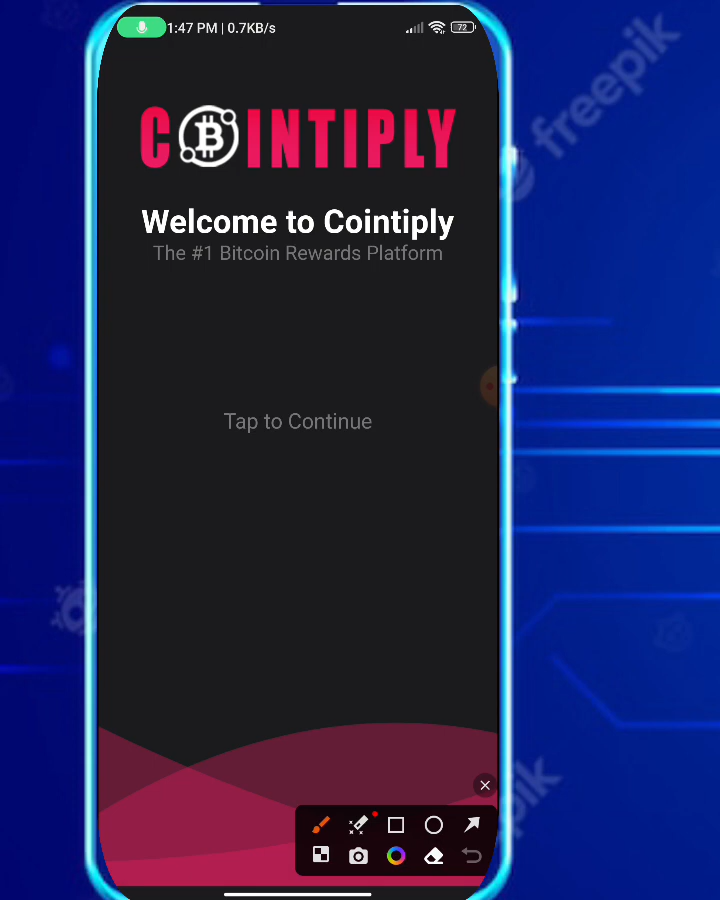 1:47 PM | 0.7KB/s
72
freepik
COINTIPLY
Welcome to Cointiply
The #1 Bitcoin Rewards Platform
Tap to Continue